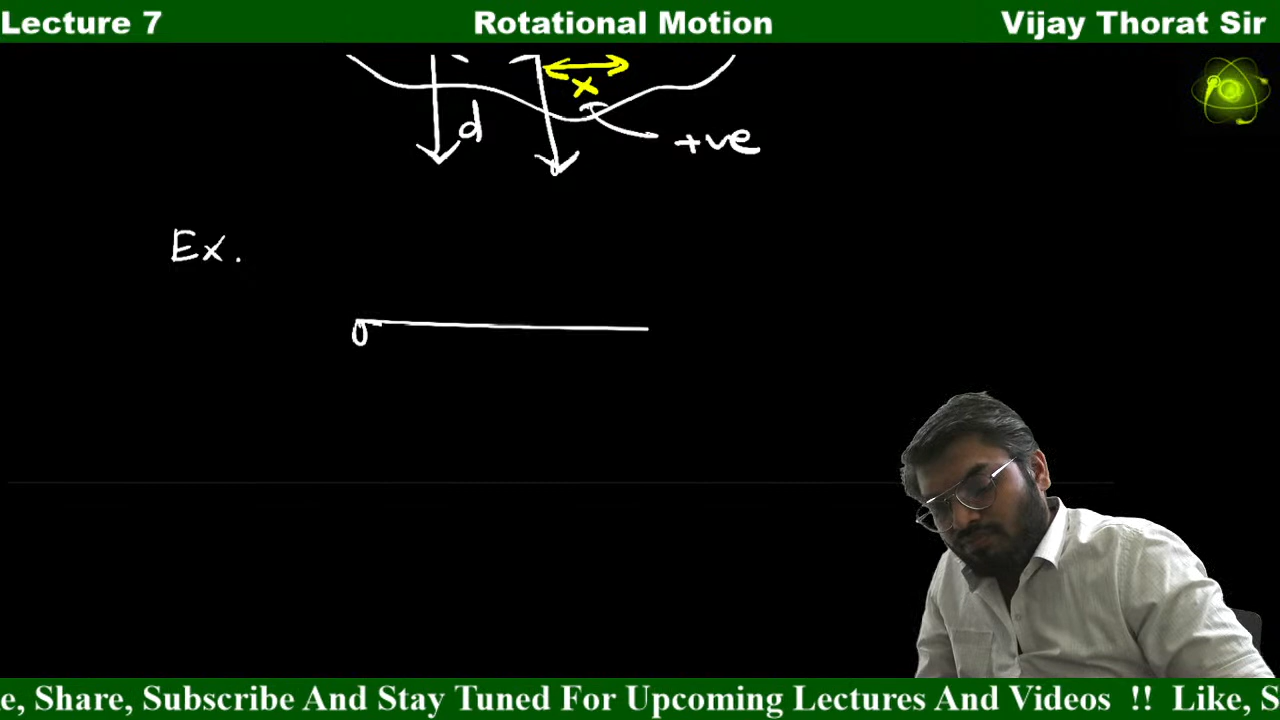 Lecture 7 Rotational Motion Vijay Thorat Sir
x
d
+ve
Ex.
e, Share, Subscribe And Stay Tuned For Upcoming Lectures And Videos !! Like, S